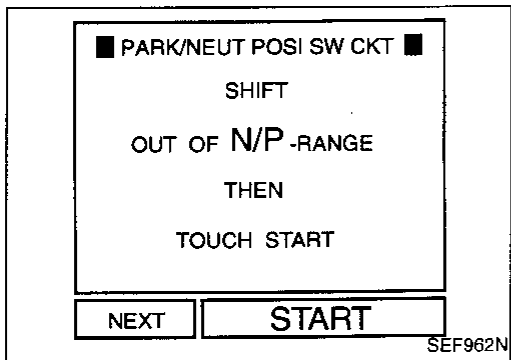 PARK/NEUT POSI SW CKT
SHIFT
OUT OF N/P -RANGE
THEN
TOUCH START
NEXT START
SEF962N